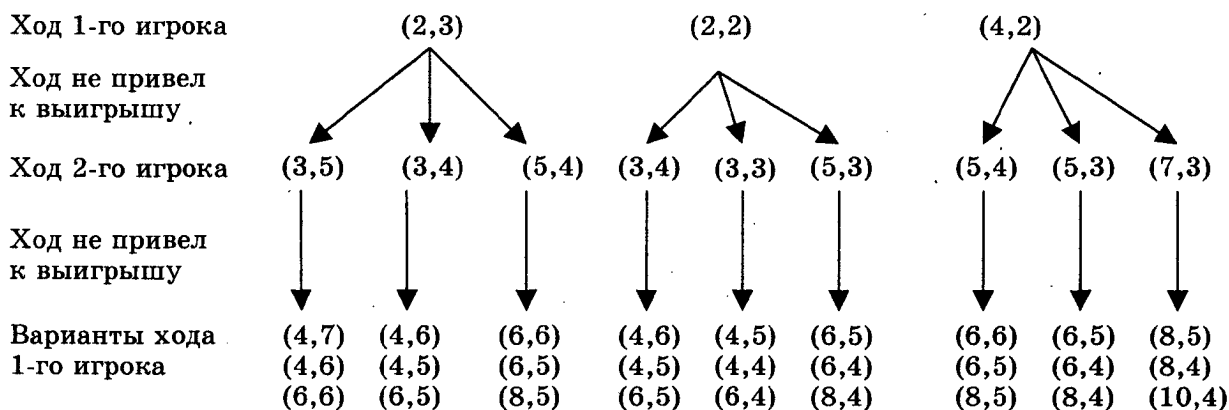 Ход 1-го игрока (2,3) (2,2) (4,2)
Ход не привел
к выигрышу
Ход 2-го игрока (3,5) (3,4) (5,4) (3,4) (3,3) (5,3) (5,4) (5,3) (7,3)
Ход не привел
к выигрышу
Варианты хода (4,7) (4,6) (6,6) (4,6) (4,5) (6,5) (6,6) (6,5) (8,5)
1-го игрока (4,6) (4,5) (6,5) (4,5) (4,4) (6,4) (6,5) (6,4) (8,4)
(6,6) (6,5) (8,5) (6,5) (6,4) (8,4) (8,5) (8,4) (10,4)